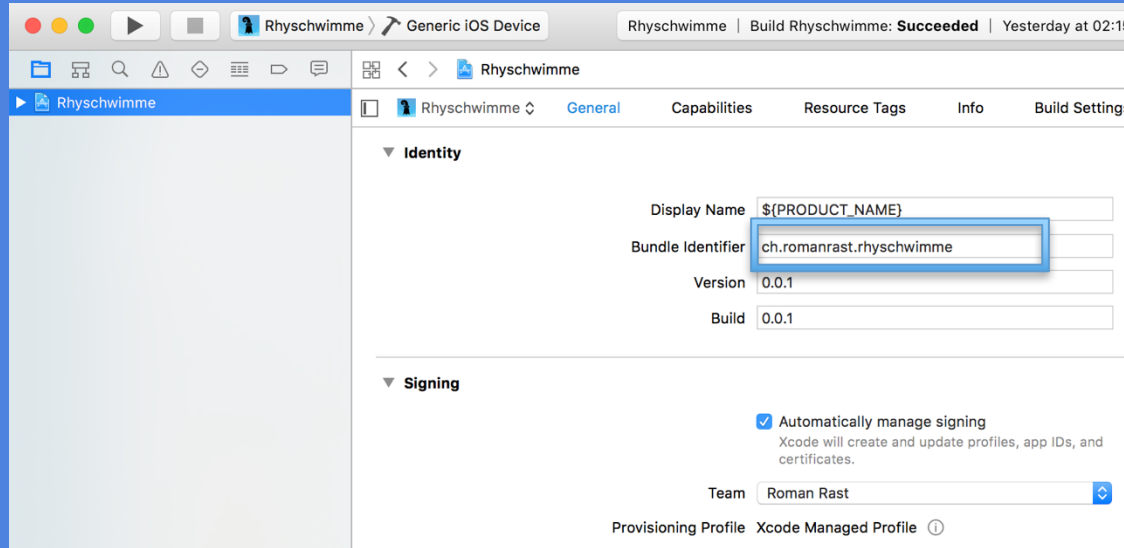 Rhyschwimme Generic iOS Device Rhyschwimme | Build Rhyschwimme: Succeeded | Yesterday at 02:15
Rhyschwimme
Rhyschwimme
Rhyschwimme General Capabilities Resource Tags Info Build Settings
Identity
Display Name ${PRODUCT_NAME}
Bundle Identifier ch.romanrast.rhyschwimme
Version 0.0.1
Build 0.0.1
Signing
Automatically manage signing
Xcode will create and update profiles, app IDs, and
certificates.
Team Roman Rast
Provisioning Profile Xcode Managed Profile